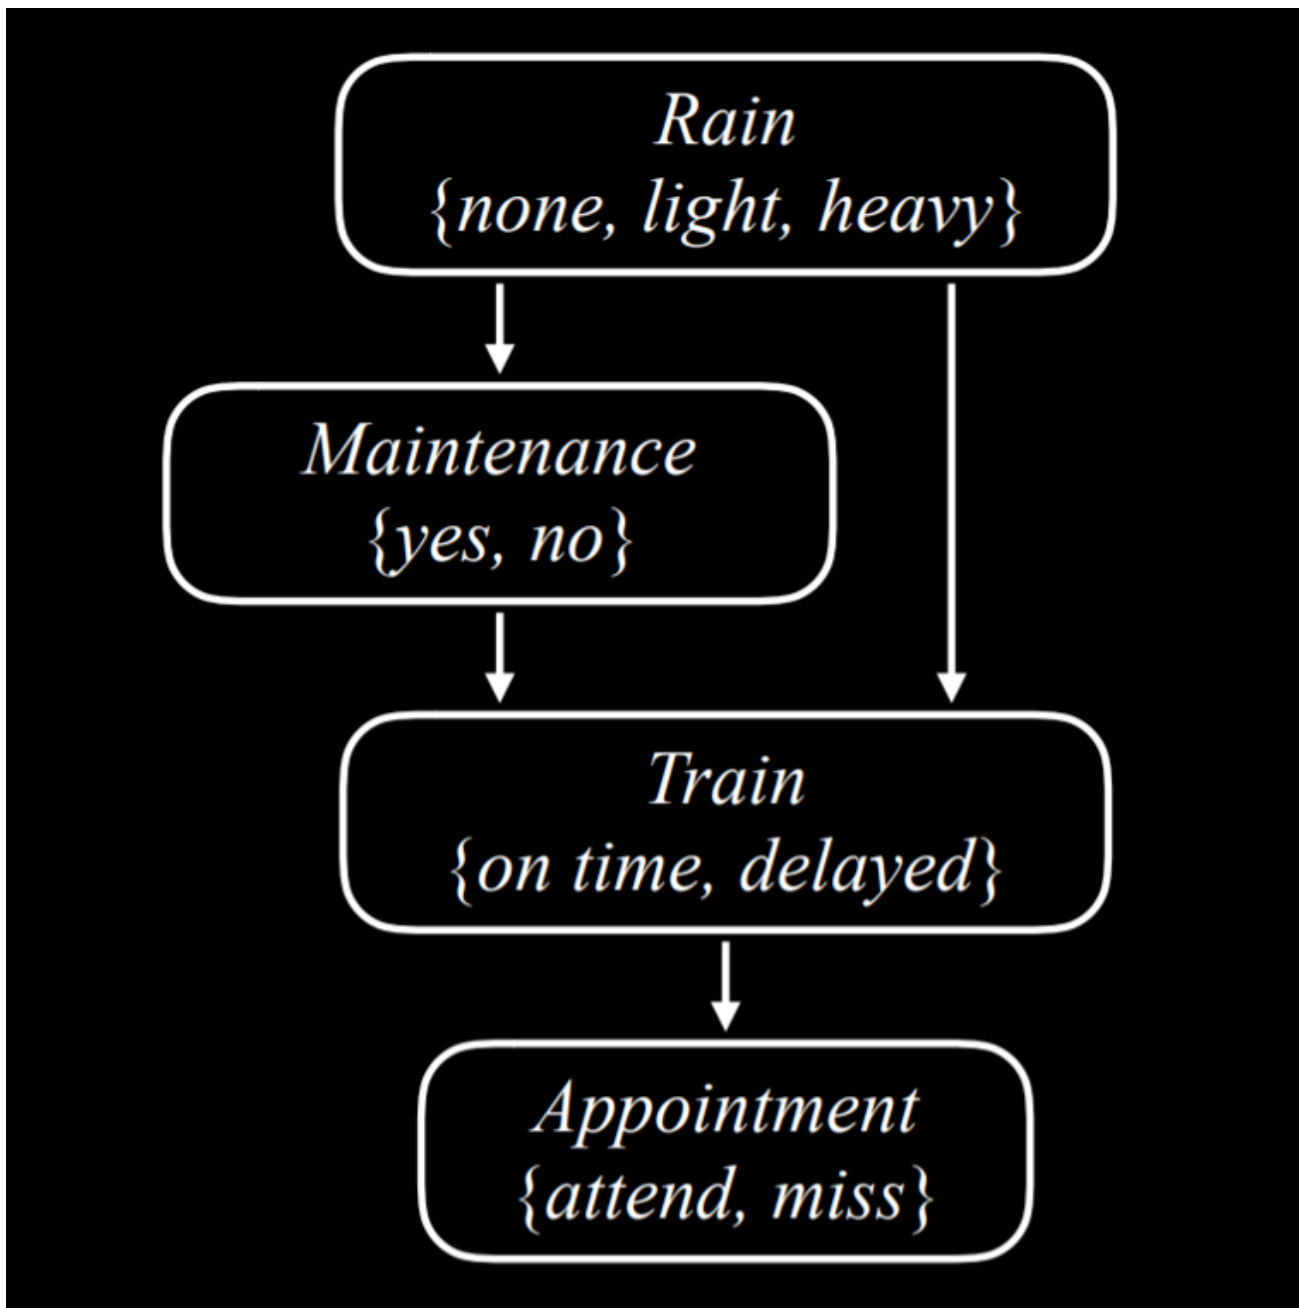 Rain
{none, light, heavy}
Maintenance
{yes, no}
Train
{on time, delayed}
Appointment
{attend, miss}